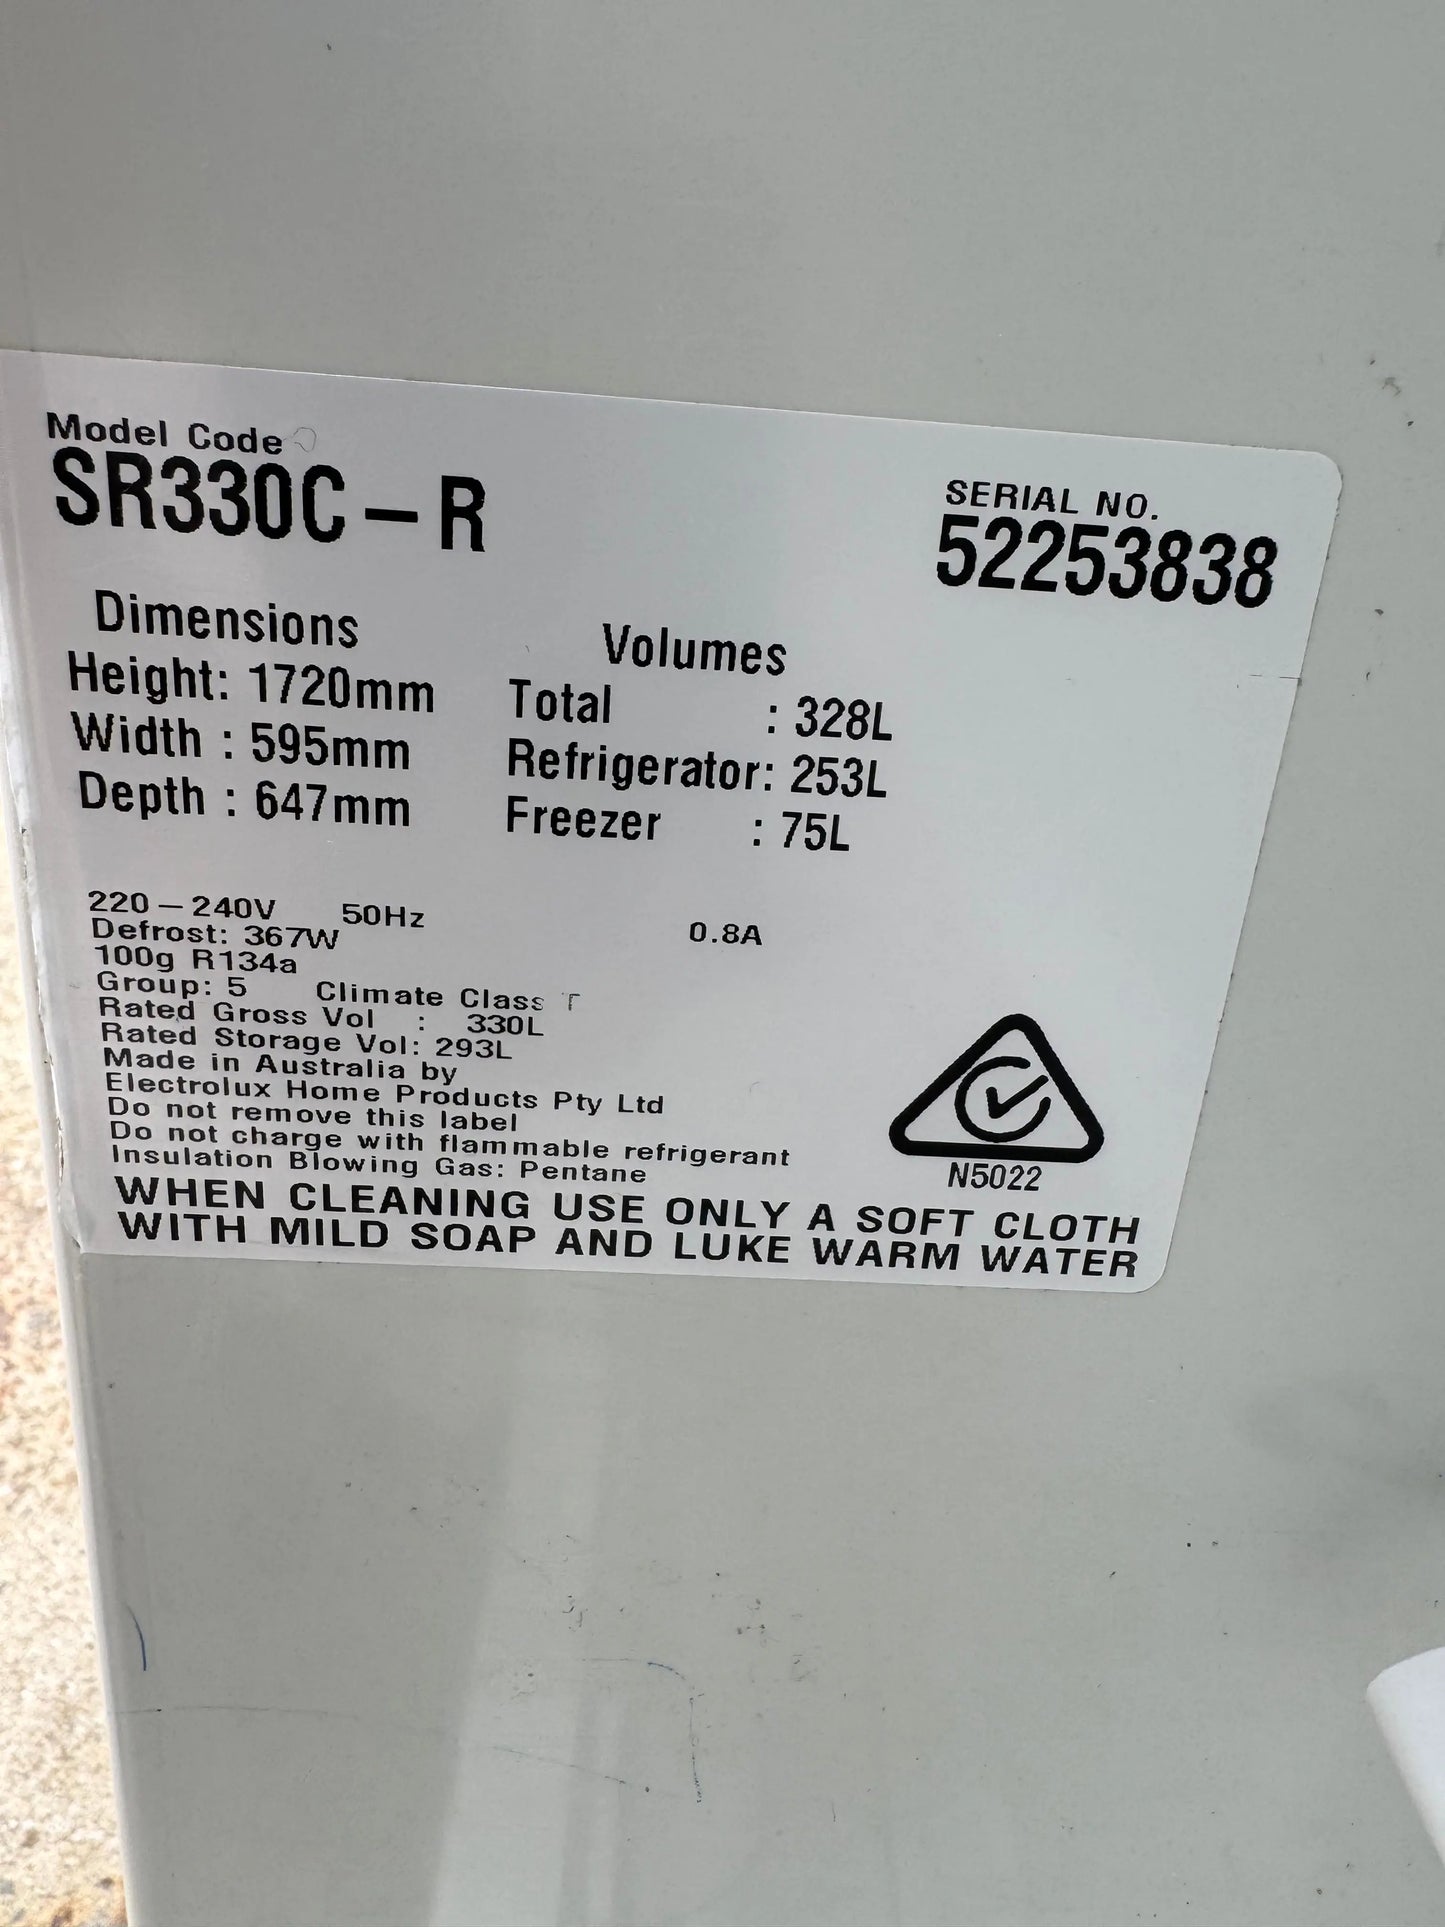 Model Code
SR330C-R
SERIAL NO.
52253838
Dimensions
Height: 1720mm
Width : 595mm
Depth : 647mm
Volumes
Total : 328L
Refrigerator: 253L
Freezer : 75L
220-240V 50Hz 0.8A
Defrost: 367W
100g R134a
Group: 5 Climate Class T
Rated Gross Vol : 330L
Rated Storage Vol: 293L
Made in Australia by
Electrolux Home Products Pty Ltd
Do not remove this label
Do not charge with flammable refrigerant
Insulation Blowing Gas: Pentane
N5022
WHEN CLEANING USE ONLY A SOFT CLOTH
WITH MILD SOAP AND LUKE WARM WATER